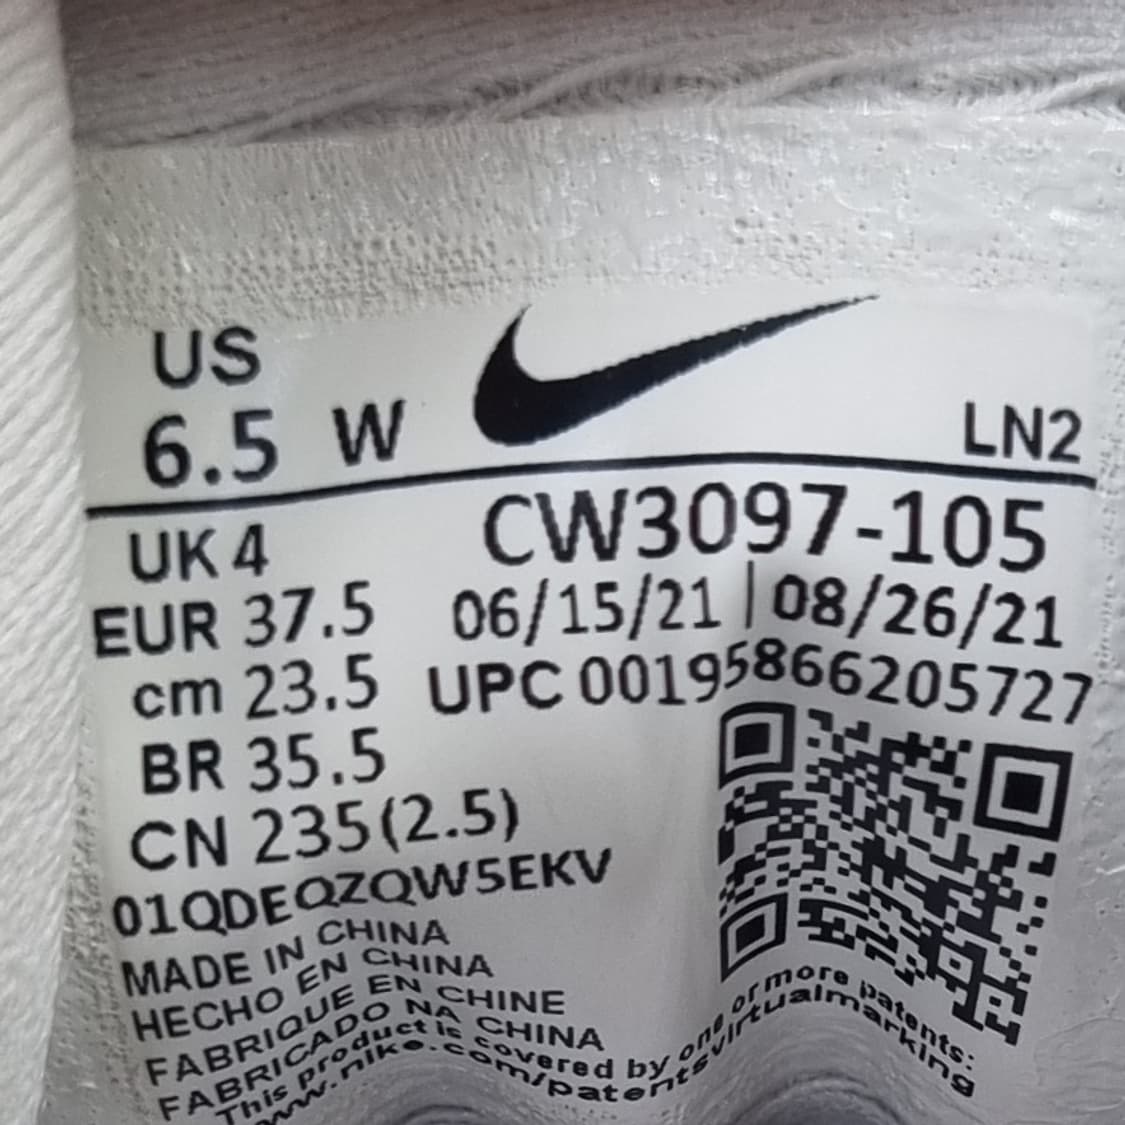 US
6.5 W
LN2
UK 4
CW3097-105
EUR 37.5
06/15/21 | 08/26/21
cm 23.5
UPC 00195866205727
BR 35.5
CN 235(2.5)
01QDEQZQW5EKV
MADE IN CHINA
HECHO EN CHINA
FABRIQUE EN CHINE
FABRICADO NA CHINA
This product is covered by one or more patents:
www.nike.com/patentsvirtualmarking